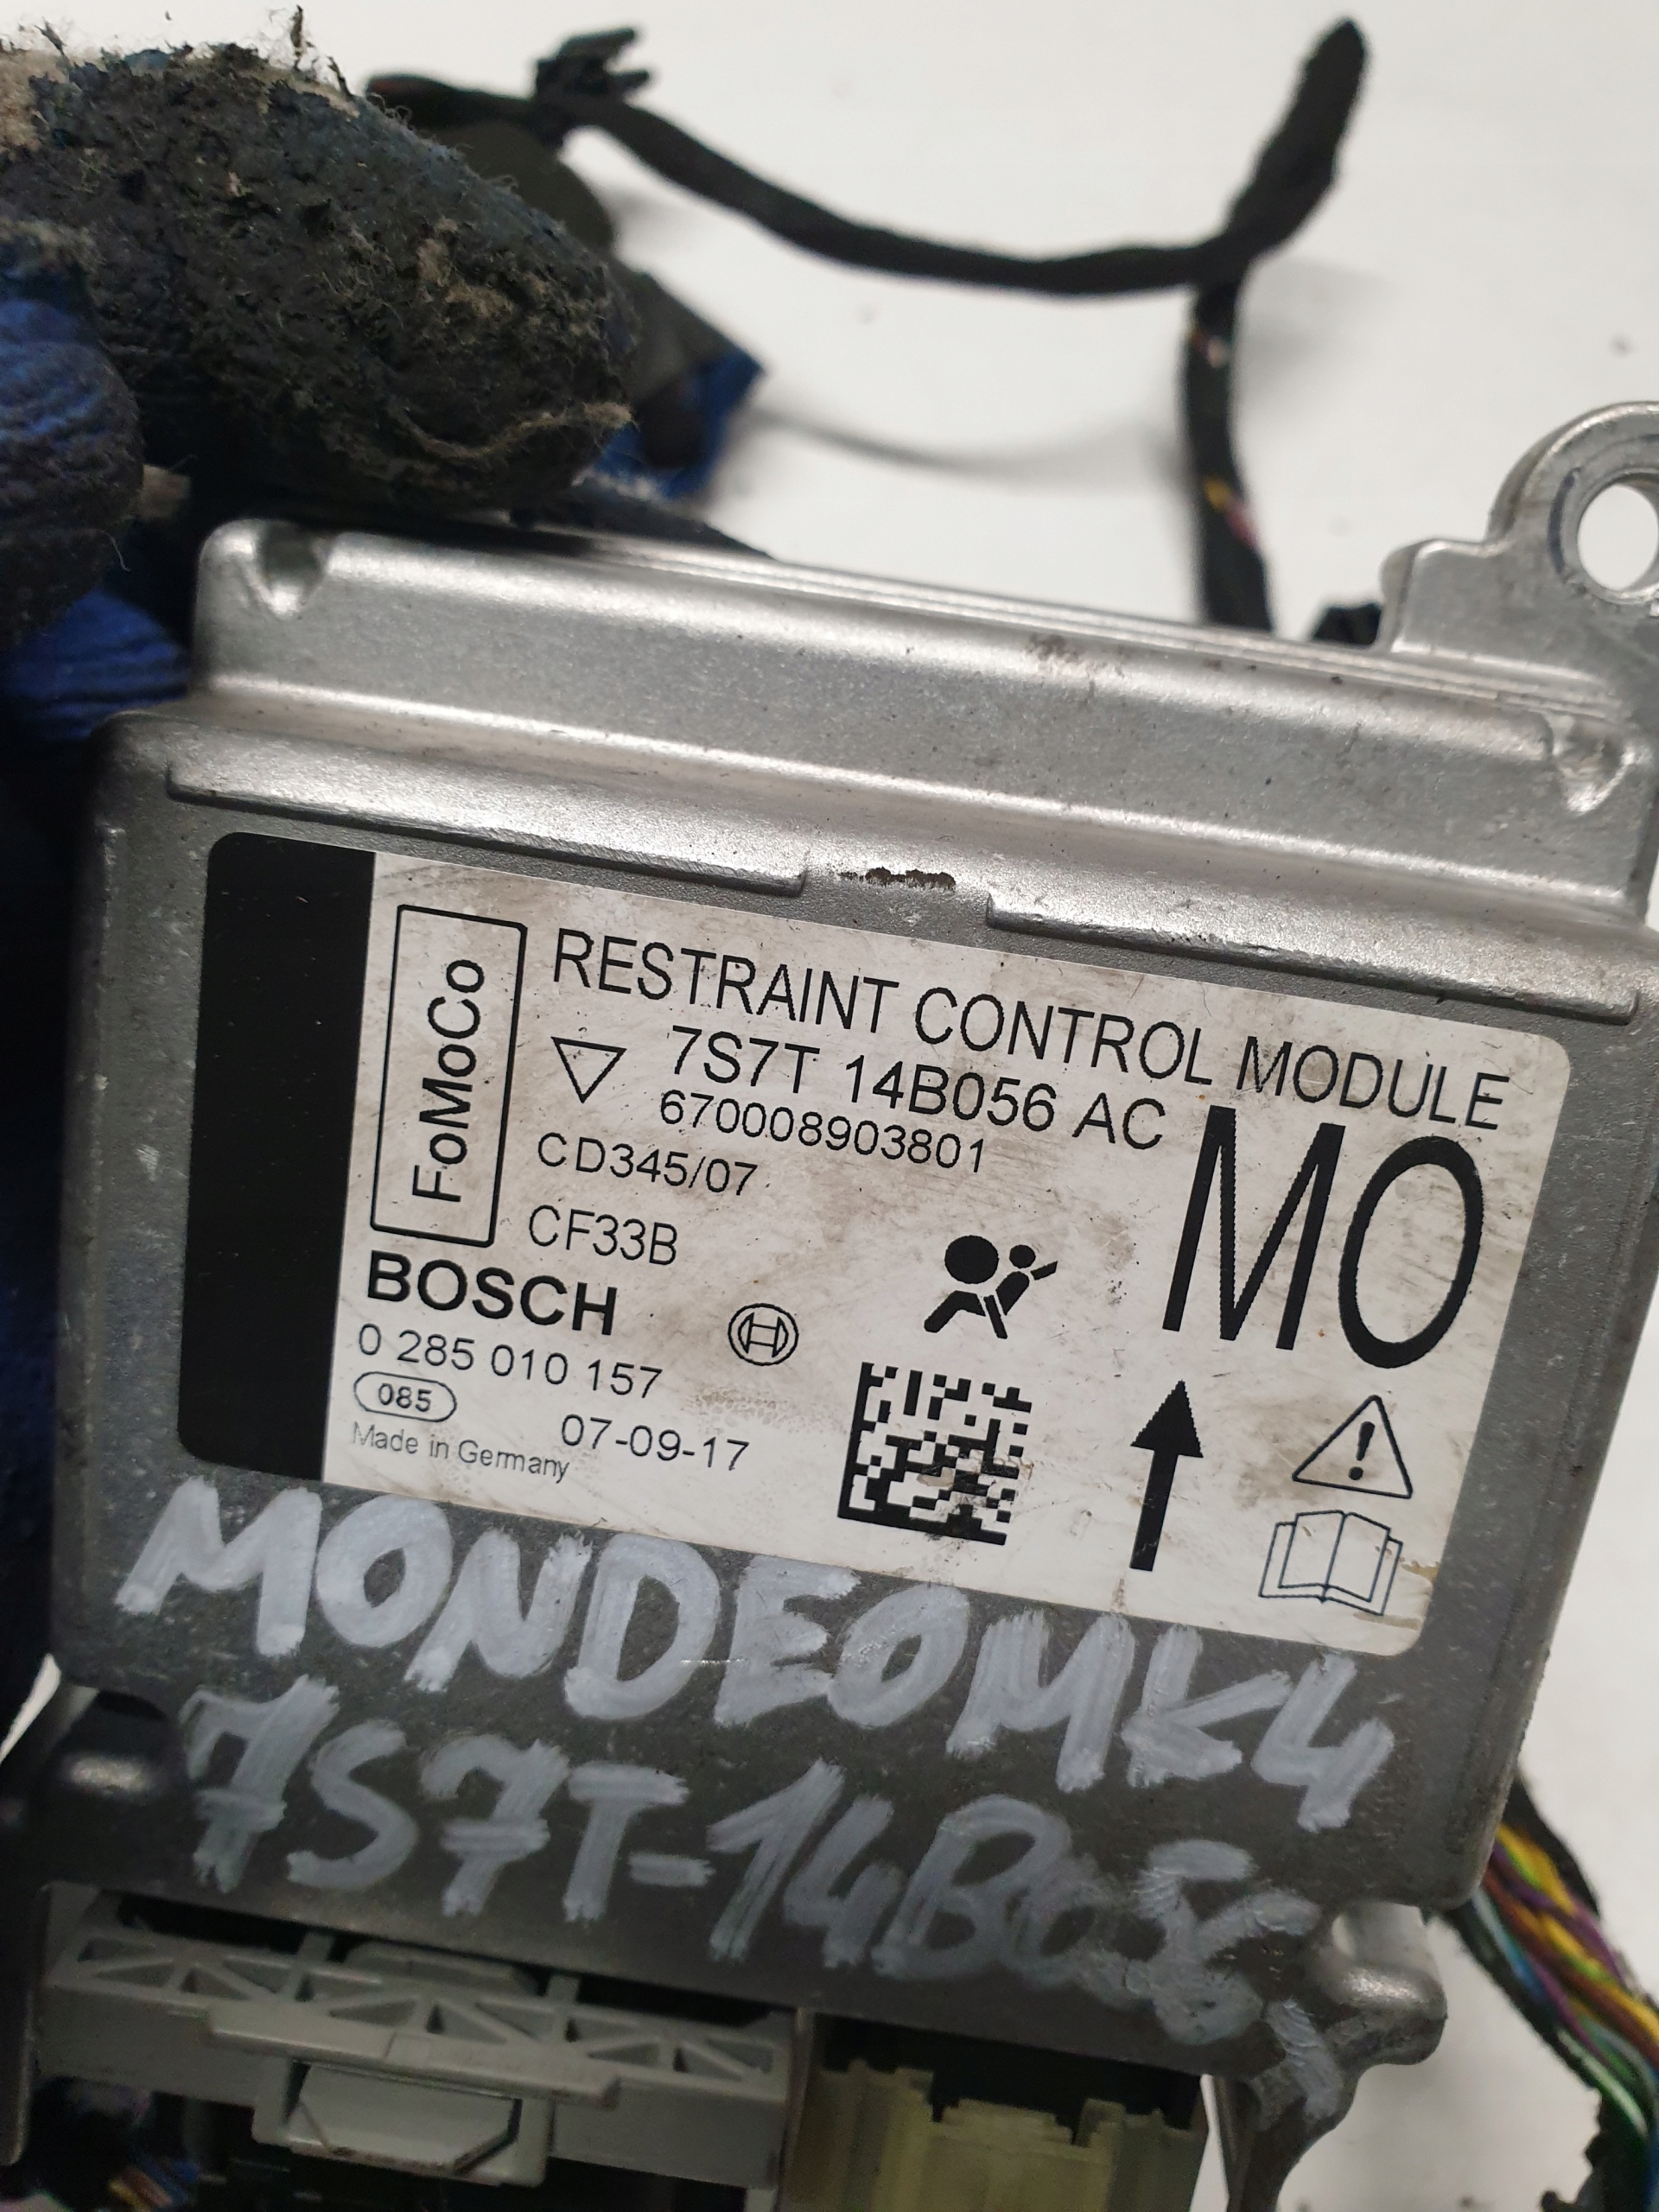 FoMoCo
RESTRAINT CONTROL MODULE
7S7T 14B056 AC
670008903801
MO
CD345/07
CF33B
BOSCH
0 285 010 157
085
07-09-17
Made in Germany
MONDEOMK4
7S7T-14B05